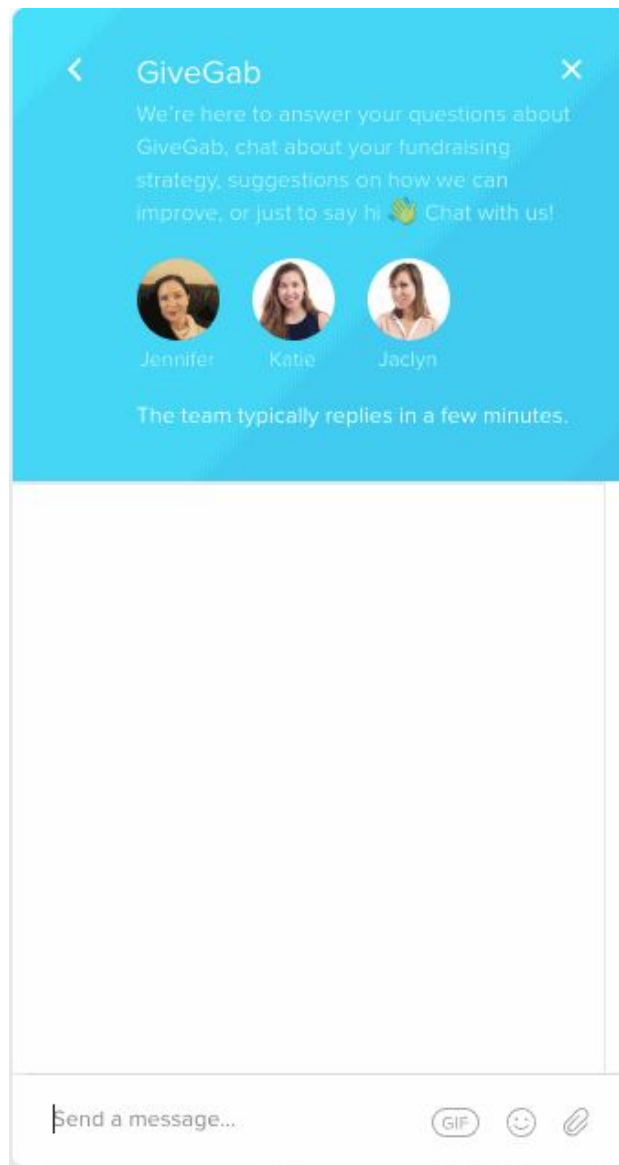 GiveGab
We're here to answer your questions about
GiveGab, chat about your fundraising
strategy, suggestions on how we can
improve, or just to say hi 👋 Chat with us!
Jennifer Katie Jaclyn
The team typically replies in a few minutes.
Send a message... GIF